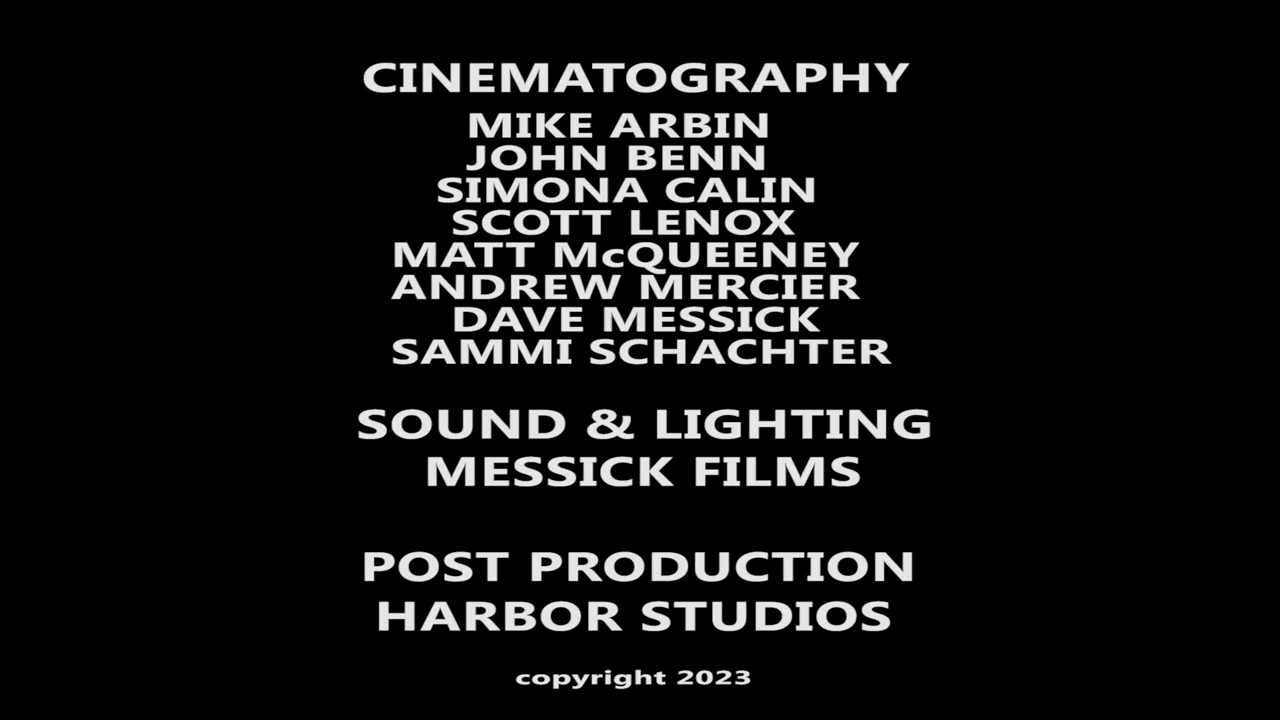 CINEMATOGRAPHY
MIKE ARBIN
JOHN BENN
SIMONA CALIN
SCOTT LENOX
MATT McQUEENEY
ANDREW MERCIER
DAVE MESSICK
SAMMI SCHACHTER
SOUND & LIGHTING
MESSICK FILMS
POST PRODUCTION
HARBOR STUDIOS
copyright 2023